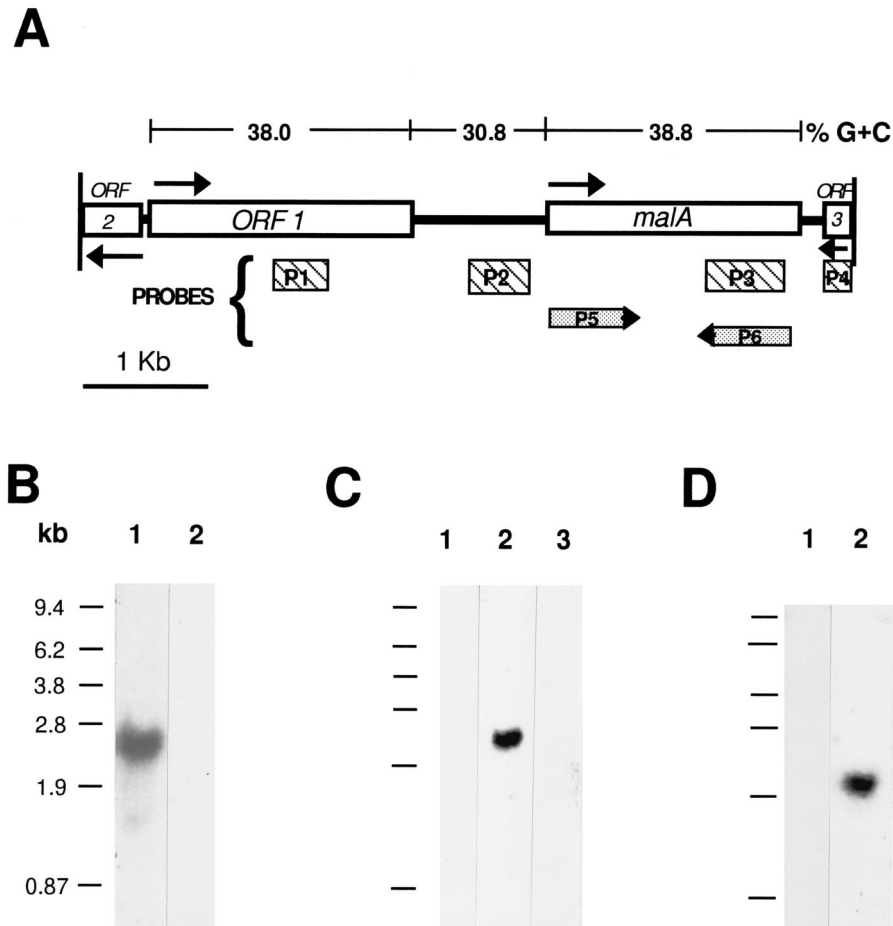 A
38.0 30.8 38.8 % G+C
ORF ORF
2 ORF 1 malA 3
P1 P2 P3 P4
PROBES {
P5 P6
1 Kb
B C D
kb 1 2 1 2 3 1 2
9.4
6.2
3.8
2.8
1.9
0.87